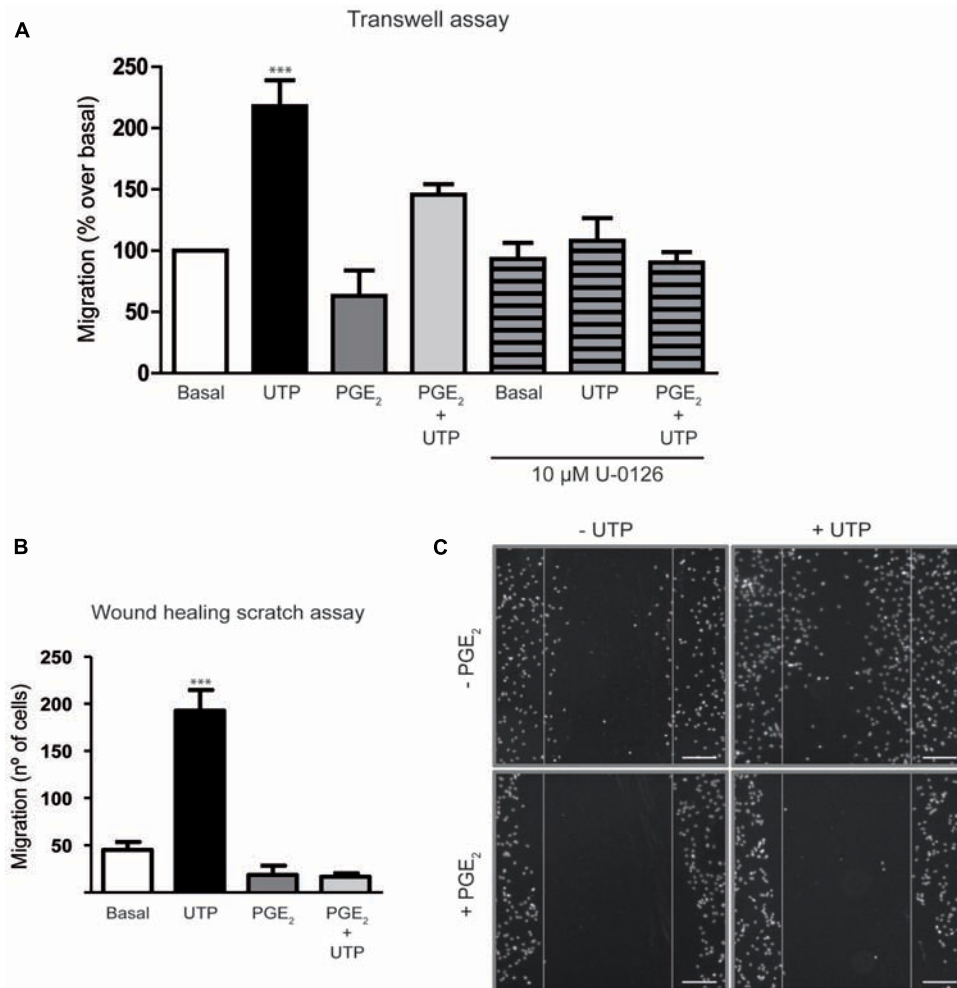 A
Transwell assay
Migration (% over basal)
250
200
150
100
50
0
***
Basal
UTP
PGE₂
PGE₂
+
UTP
Basal
UTP
PGE₂
+
UTP
10 µM U-0126
B
Wound healing scratch assay
Migration (nº of cells)
250
200
150
100
50
***
Basal
UTP
PGE₂
PGE₂
+
UTP
C
- UTP
+ UTP
- PGE₂
+ PGE₂